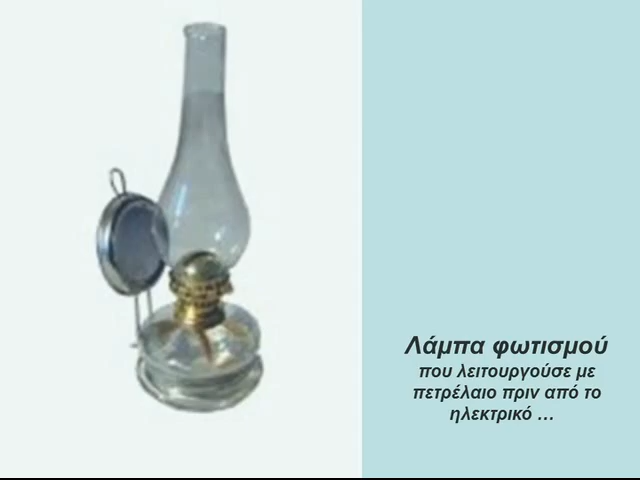 Λάμπα φωτισμού
που λειτουργούσε με
πετρέλαιο πριν από το
ηλεκτρικό …